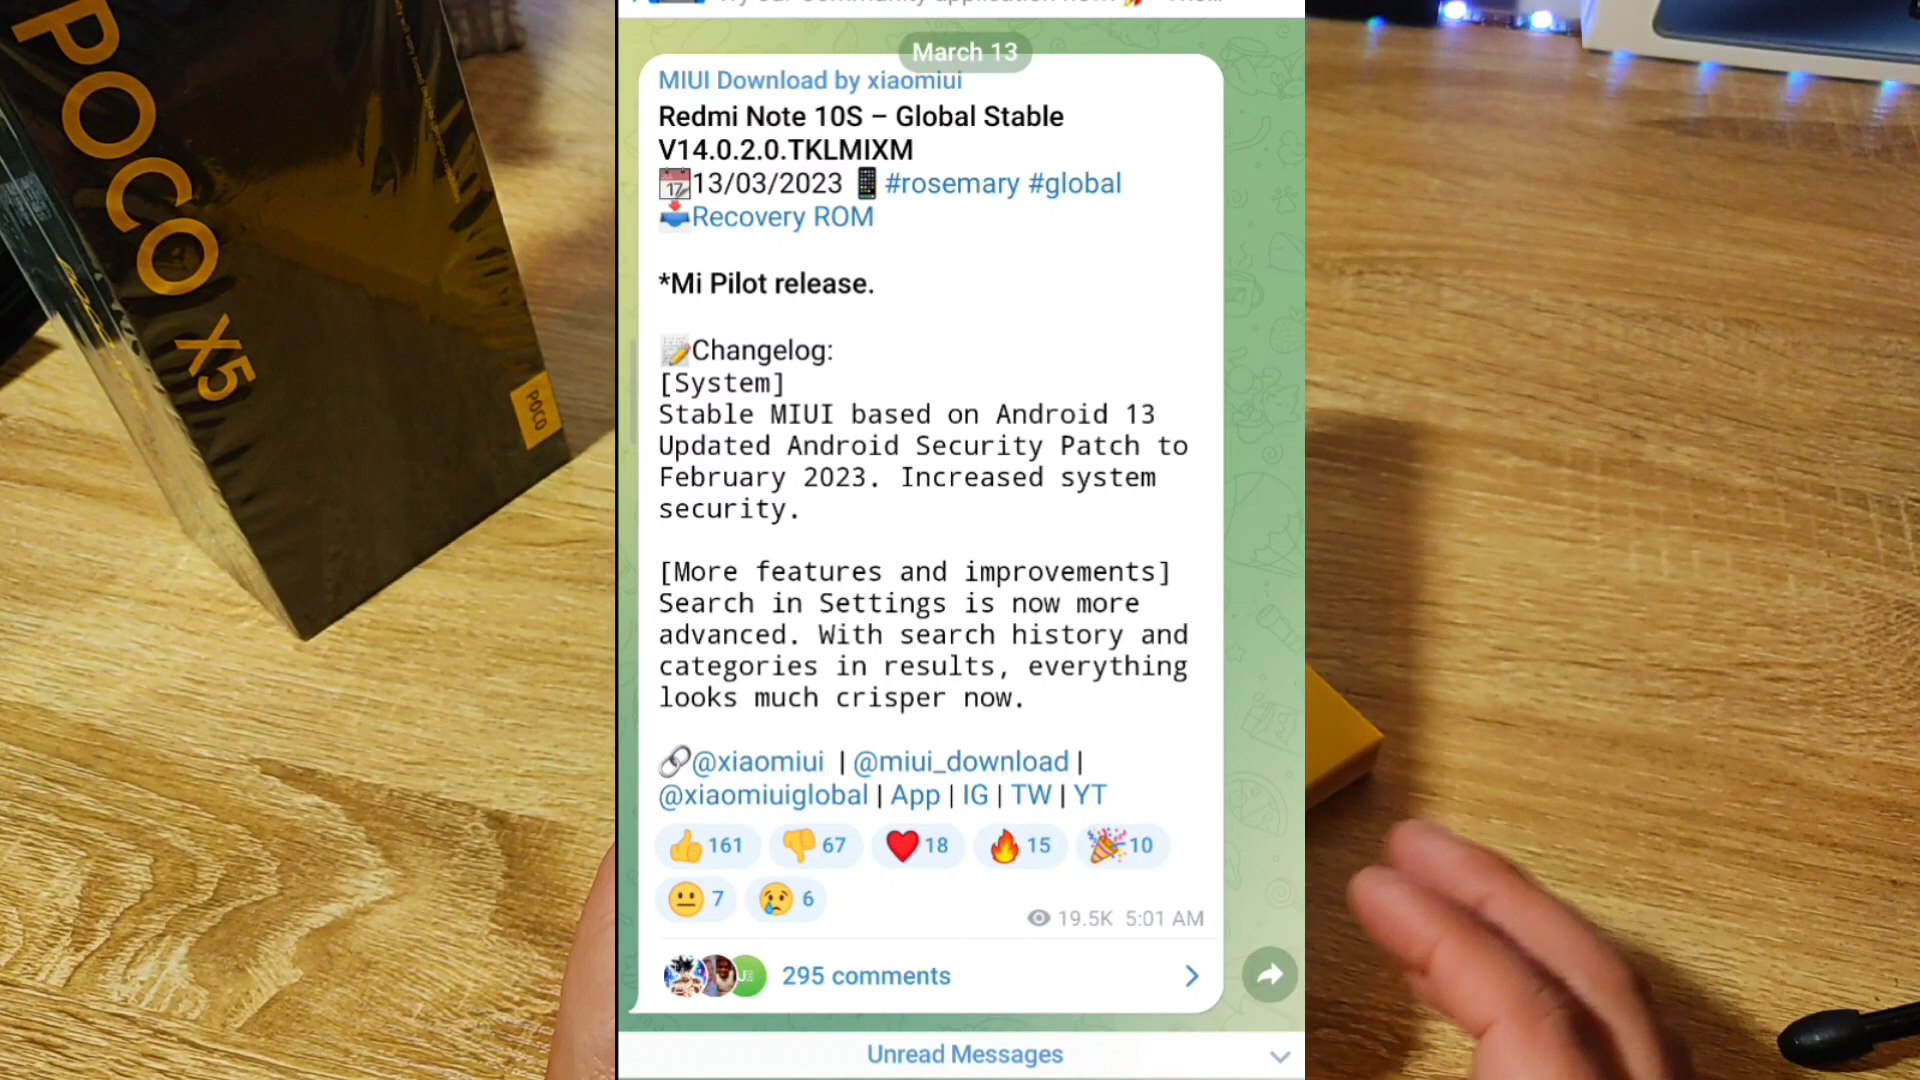 POCO X5
POCO
March 13
MIUI Download by xiaomiui
Redmi Note 10S – Global Stable
V14.0.2.0.TKLMIXM
13/03/2023 #rosemary #global
Recovery ROM
*Mi Pilot release.
Changelog:
[System]
Stable MIUI based on Android 13
Updated Android Security Patch to
February 2023. Increased system
security.
[More features and improvements]
Search in Settings is now more
advanced. With search history and
categories in results, everything
looks much crisper now.
@xiaomiui | @miui_download |
@xiaomiuiglobal | App | IG | TW | YT
161 67 18 15 10
7 6
19.5K 5:01 AM
295 comments
Unread Messages